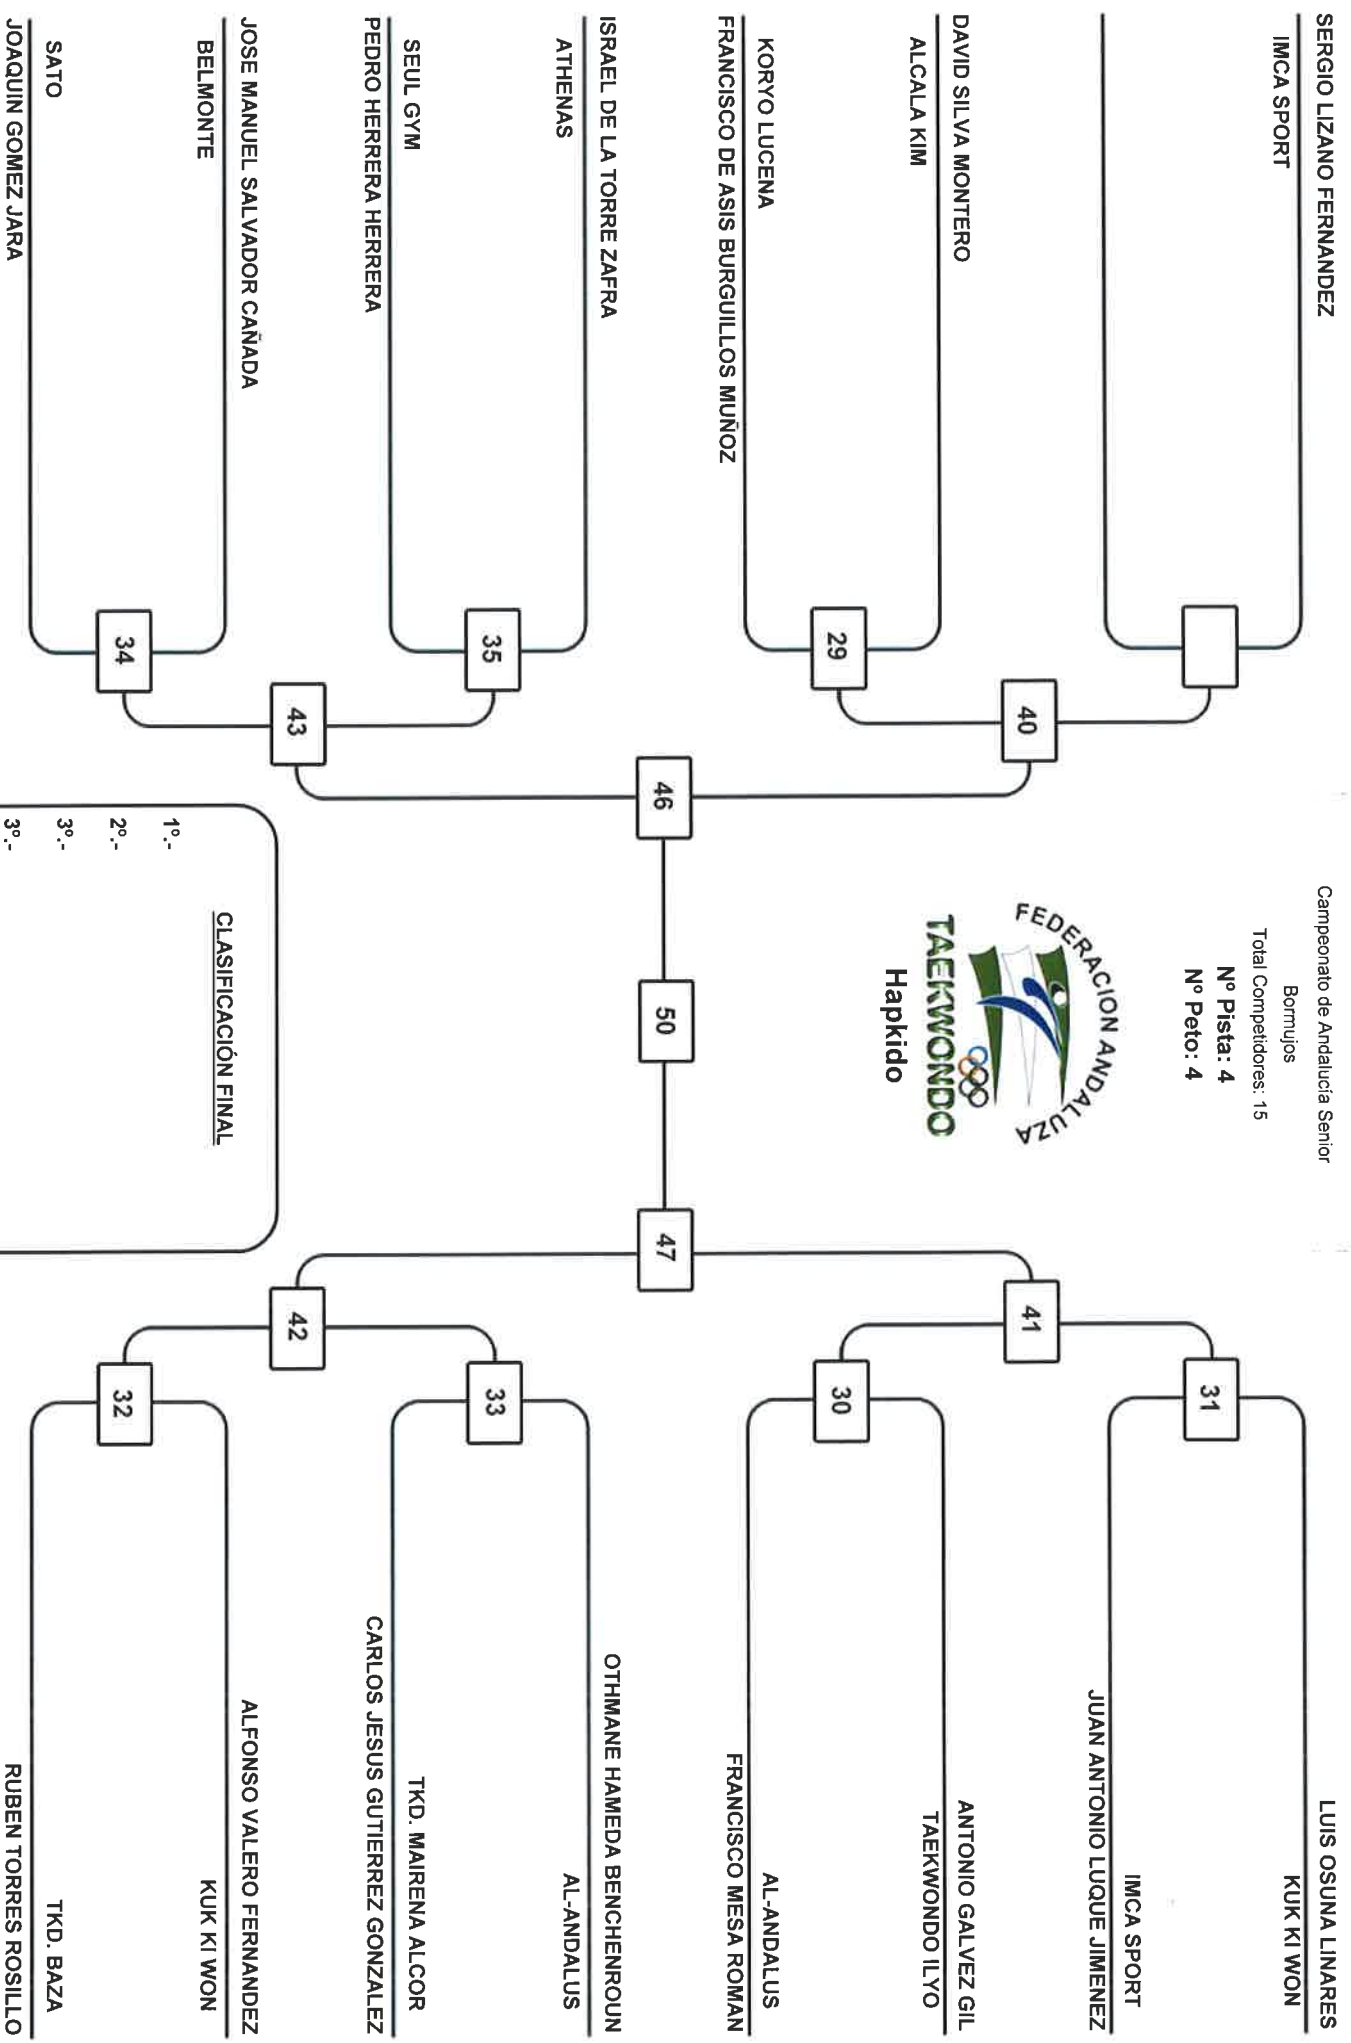 SERGIO LIZANO FERNANDEZ
IMCA SPORT
DAVID SILVA MONTERO
ALCALA KIM
KORYO LUCENA
FRANCISCO DE ASIS BURGUILLOS MUÑOZ
ISRAEL DE LA TORRE ZAFRA
ATHENAS
SEUL GYM
PEDRO HERRERA HERRERA
JOSE MANUEL SALVADOR CAÑADA
BELMONTE
SATO
JOAQUIN GOMEZ JARA
29
35
34
40
43
46
Campeonato de Andalucía Senior
Bormujos
Total Competidores: 15
Nº Pista: 4
Nº Peto: 4
FEDERACION ANDALUZA
TAEKWONDO
Hapkido
50
CLASIFICACIÓN FINAL
1º.-
2º.-
3º.-
3º.-
47
41
42
31
30
33
32
LUIS OSUNA LINARES
KUK KI WON
IMCA SPORT
JUAN ANTONIO LUQUE JIMENEZ
ANTONIO GALVEZ GIL
TAEKWONDO ILYO
AL-ANDALUS
FRANCISCO MESA ROMAN
OTHMANE HAMEDA BENCHENROUN
AL-ANDALUS
TKD. MAIRENA ALCOR
CARLOS JESUS GUTIERREZ GONZALEZ
ALFONSO VALERO FERNANDEZ
KUK KI WON
TKD. BAZA
RUBEN TORRES ROSILLO